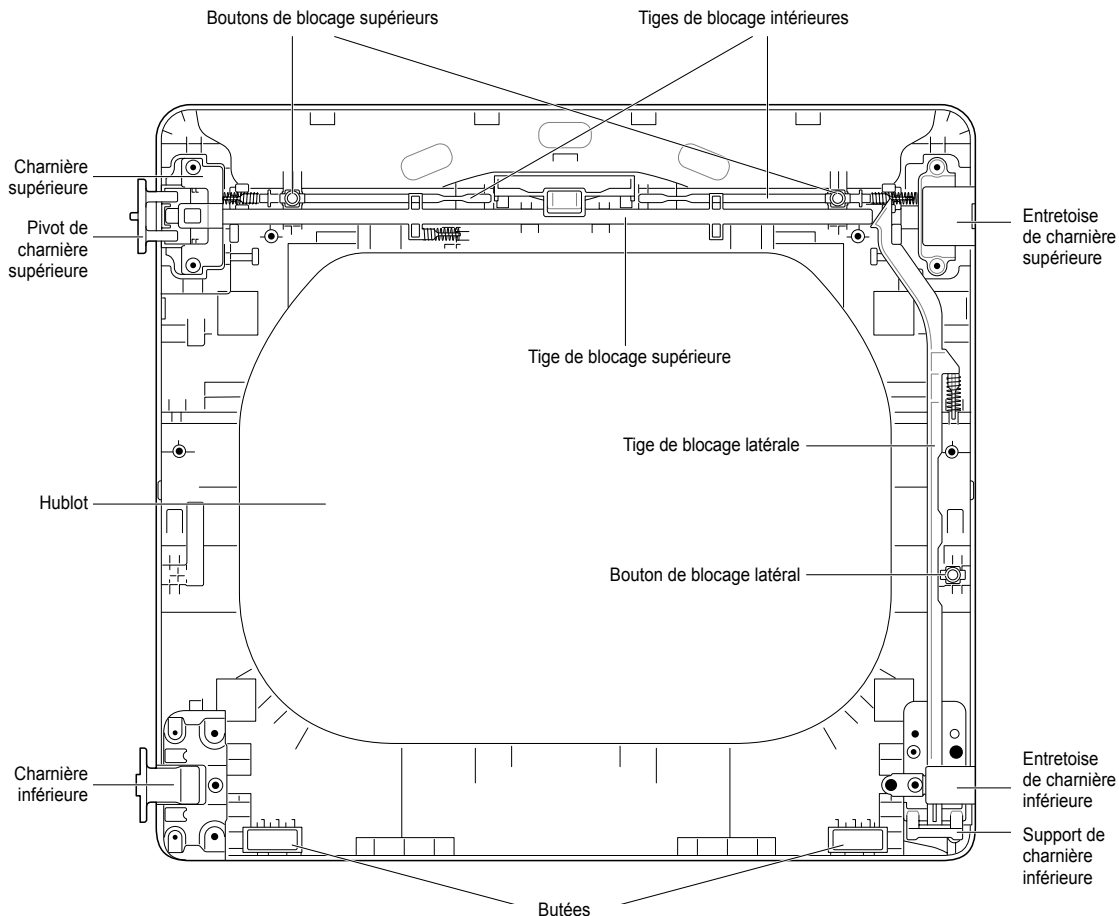 Boutons de blocage supérieurs
Tiges de blocage intérieures
Charnière
supérieure
Pivot de
charnière
supérieure
Entretoise
de charnière
supérieure
Tige de blocage supérieure
Tige de blocage latérale
Hublot
Bouton de blocage latéral
Charnière
inférieure
Entretoise
de charnière
inférieure
Support de
charnière
inférieure
Butées